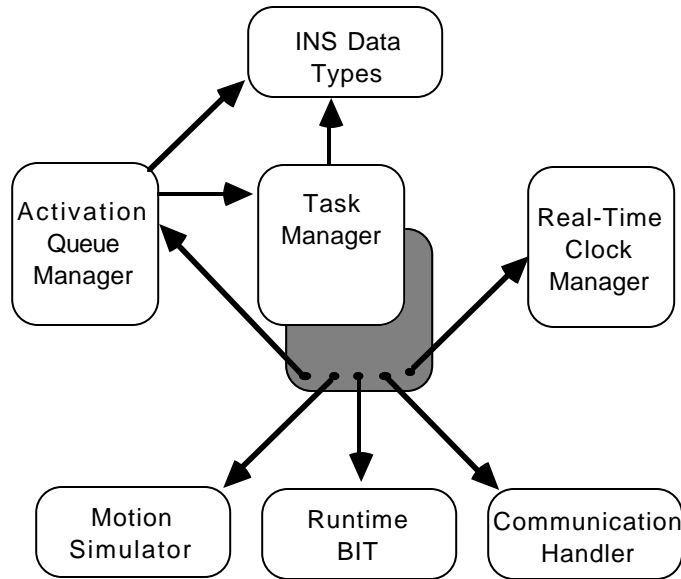 INS Data
Types
Activation
Queue
Manager
Task
Manager
Real-Time
Clock
Manager
Motion
Simulator
Runtime
BIT
Communication
Handler